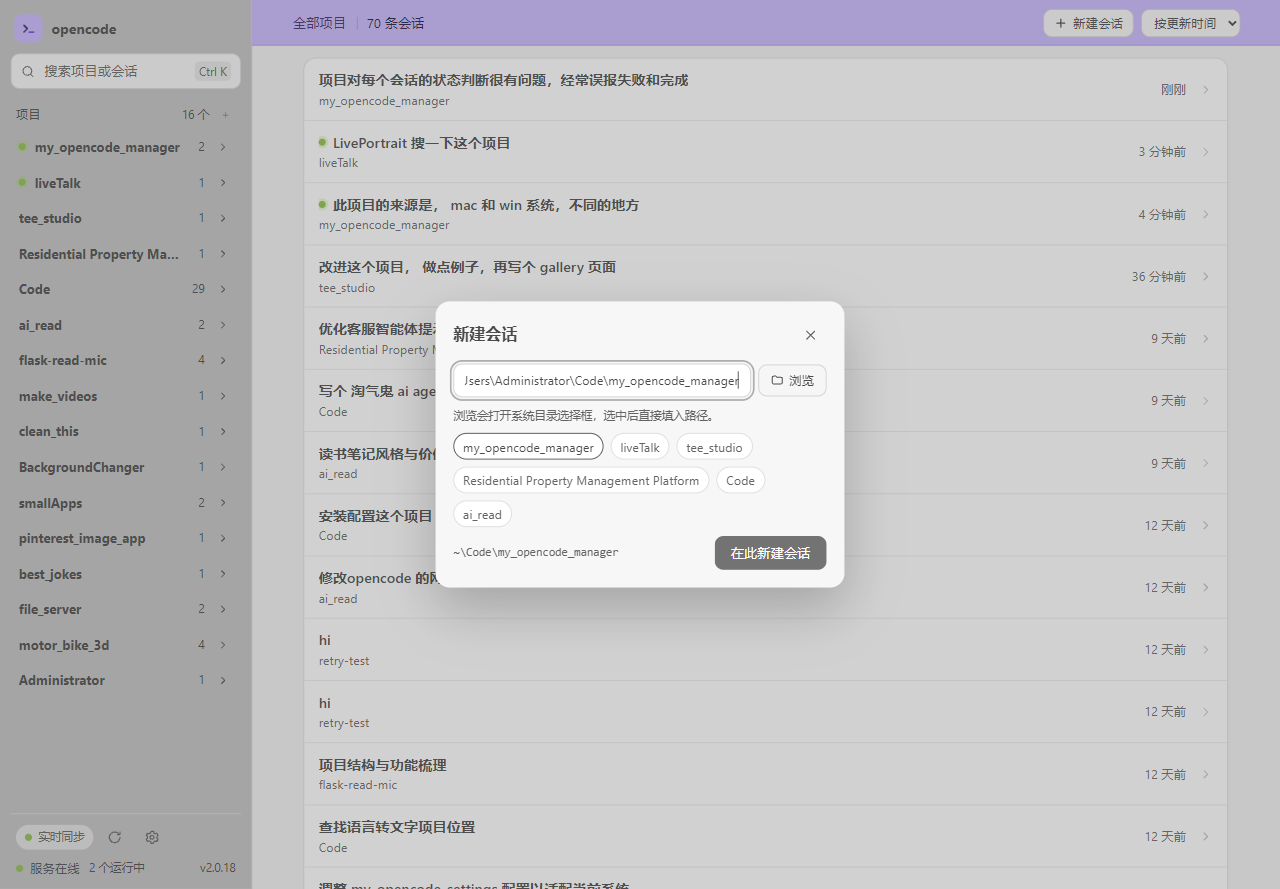 opencode
搜索项目或会话 Ctrl K
项目 16 个 +
my_opencode_manager 2
liveTalk 1
tee_studio 1
Residential Property Ma... 1
Code 29
ai_read 2
flask-read-mic 4
make_videos 1
clean_this 1
BackgroundChanger 1
smallApps 2
pinterest_image_app 1
best_jokes 1
file_server 2
motor_bike_3d 4
Administrator 1
实时同步
服务在线 2 个运行中 v2.0.18
全部项目 70 条会话 + 新建会话 按更新时间
项目对每个会话的状态判断很有问题，经常误报失败和完成
my_opencode_manager
刚刚
LivePortrait 搜一下这个项目
liveTalk
3 分钟前
此项目的来源是， mac 和 win 系统，不同的地方
my_opencode_manager
4 分钟前
改进这个项目， 做点例子，再写个 gallery 页面
tee_studio
36 分钟前
优化客服智能体提
Residential Property
9 天前
写个 淘气鬼 ai age
Code
9 天前
读书笔记风格与价
ai_read
9 天前
安装配置这个项目
Code
12 天前
修改opencode 的
ai_read
12 天前
hi
retry-test
12 天前
hi
retry-test
12 天前
项目结构与功能梳理
flask-read-mic
12 天前
查找语言转文字项目位置
Code
12 天前
调整 my_opencode_settings 配置以适配当前系统
新建会话
Jsers\Administrator\Code\my_opencode_manager 浏览
浏览会打开系统目录选择框，选中后直接填入路径。
my_opencode_manager liveTalk tee_studio
Residential Property Management Platform Code
ai_read
~\Code\my_opencode_manager 在此新建会话